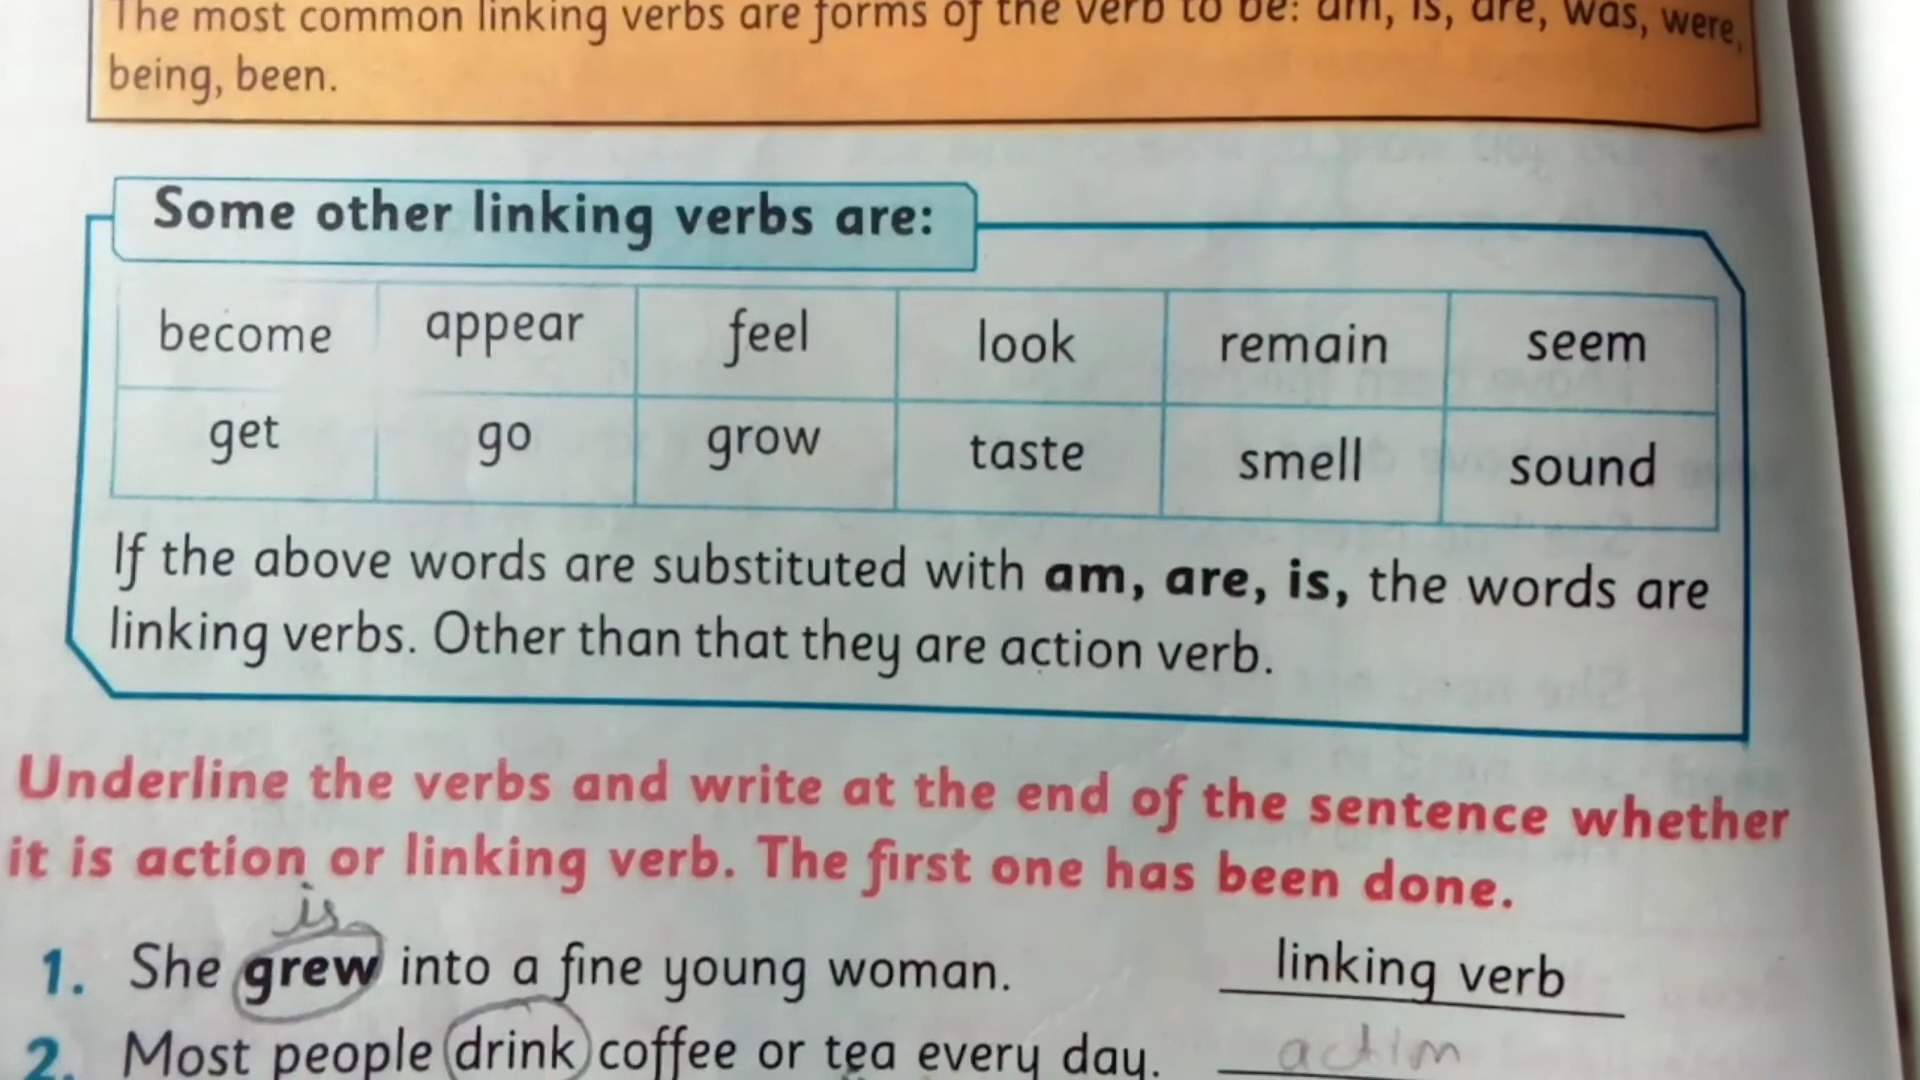 The most common linking verbs are forms of the verb to be: am, is, are, was, were,
being, been.
Some other linking verbs are:
become appear feel look remain seem
get go grow taste smell sound
If the above words are substituted with am, are, is, the words are
linking verbs. Other than that they are action verb.
Underline the verbs and write at the end of the sentence whether
it is action or linking verb. The first one has been done.
is
1. She grew into a fine young woman. linking verb
2. Most people drink coffee or tea every day. action